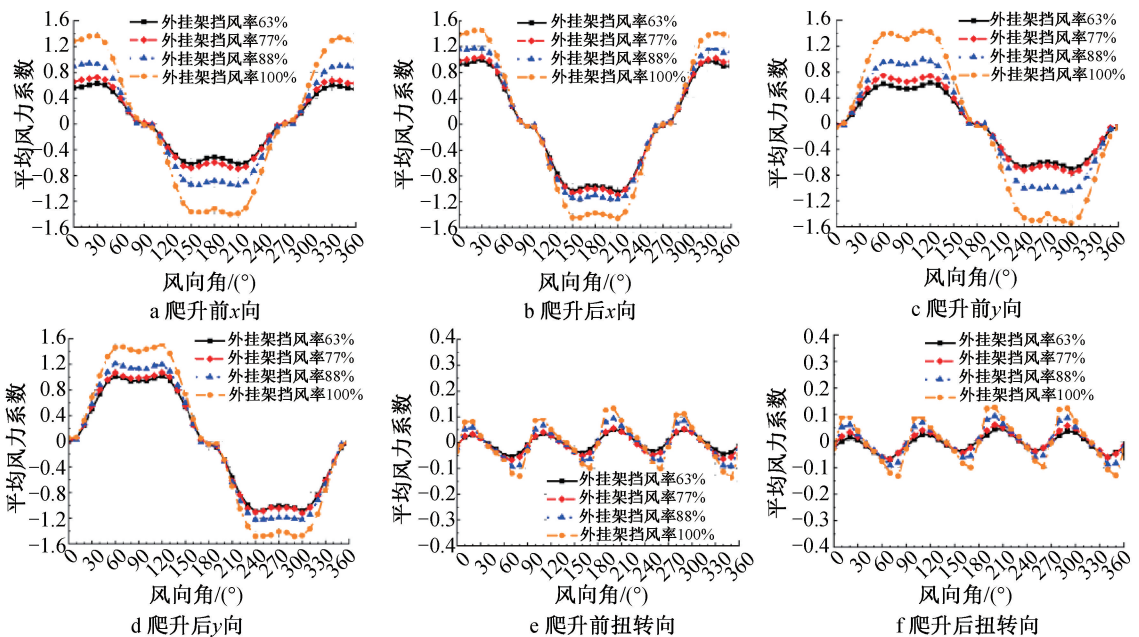 平均风力系数
1.6
1.2
0.8
0.4
0
−0.4
−0.8
−1.2
−1.6
外挂架挡风率63%
外挂架挡风率77%
外挂架挡风率88%
外挂架挡风率100%
0 30 60 90 120 150 180 210 240 270 300 330 360
风向角/(°)
a 爬升前x向
平均风力系数
1.6
1.2
0.8
0.4
0
−0.4
−0.8
−1.2
−1.6
外挂架挡风率63%
外挂架挡风率77%
外挂架挡风率88%
外挂架挡风率100%
0 30 60 90 120 150 180 210 240 270 300 330 360
风向角/(°)
b 爬升后x向
平均风力系数
1.6
1.2
0.8
0.4
0
−0.4
−0.8
−1.2
−1.6
外挂架挡风率63%
外挂架挡风率77%
外挂架挡风率88%
外挂架挡风率100%
0 30 60 90 120 150 180 210 240 270 300 330 360
风向角/(°)
c 爬升前y向
平均风力系数
1.6
1.2
0.8
0.4
0
−0.4
−0.8
−1.2
−1.6
外挂架挡风率63%
外挂架挡风率77%
外挂架挡风率88%
外挂架挡风率100%
0 30 60 90 120 150 180 210 240 270 300 330 360
风向角/(°)
d 爬升后y向
平均风力系数
0.4
0.3
0.2
0.1
0
−0.1
−0.2
−0.3
−0.4
外挂架挡风率63%
外挂架挡风率77%
外挂架挡风率88%
外挂架挡风率100%
0 30 60 90 120 150 180 210 240 270 300 330 360
风向角/(°)
e 爬升前扭转向
平均风力系数
0.4
0.3
0.2
0.1
0
−0.1
−0.2
−0.3
−0.4
外挂架挡风率63%
外挂架挡风率77%
外挂架挡风率88%
外挂架挡风率100%
0 30 60 90 120 150 180 210 240 270 300 330 360
风向角/(°)
f 爬升后扭转向